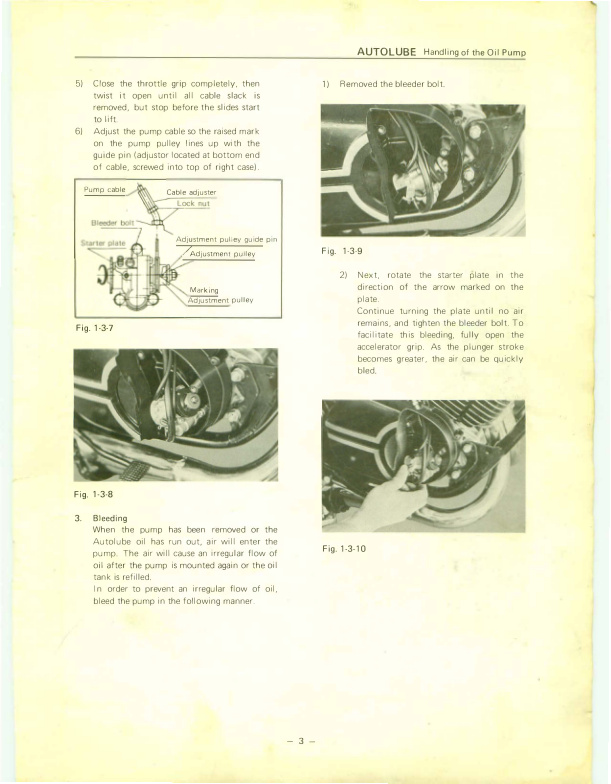 AUTOLUBE Handling of the Oil Pump
5) Close the throttle grip completely, then
twist it open until all cable slack is
removed, but stop before the slides start
to lift.
6) Adjust the pump cable so the raised mark
on the pump pulley lines up with the
guide pin (adjustor located at bottom end
of cable, screwed into top of right case).
Pump cable
Cable adjuster
Lock nut
Bleeder bolt
Adjustment pulley guide pin
Starter plate
Adjustment pulley
Marking
Adjustment pulley
Fig. 1-3-7
Fig. 1-3-8
3. Bleeding
When the pump has been removed or the
Autolube oil has run out, air will enter the
pump. The air will cause an irregular flow of
oil after the pump is mounted again or the oil
tank is refilled.
In order to prevent an irregular flow of oil,
bleed the pump in the following manner.
1) Removed the bleeder bolt.
Fig. 1-3-9
2) Next, rotate the starter plate in the
direction of the arrow marked on the
plate.
Continue turning the plate until no air
remains, and tighten the bleeder bolt. To
facilitate this bleeding, fully open the
accelerator grip. As the plunger stroke
becomes greater, the air can be quickly
bled.
Fig. 1-3-10
– 3 –